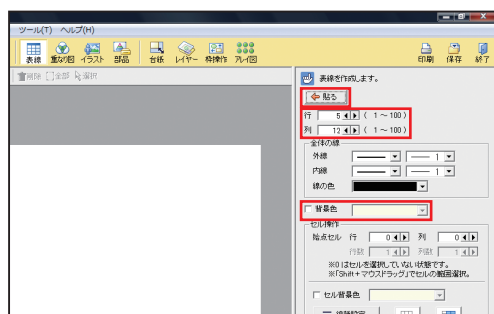 ツール(T) ヘルプ(H)
表線 重なり図 イラスト 部品 台紙 レイヤー 枠操作 アレイ図 印刷 保存 終了
削除 全部 選択
表線を作成します。
貼る
行 5 ( 1 ～ 100 )
列 12 ( 1 ～ 100 )
全体の線
外線 1
内線 1
線の色
背景色
セル操作
始点セル 行 0 列 0
行数 1 列数 1
※0 はセルを選択していない状態です。
※「Shift + マウスドラッグ」でセルの範囲選択。
セル背景色